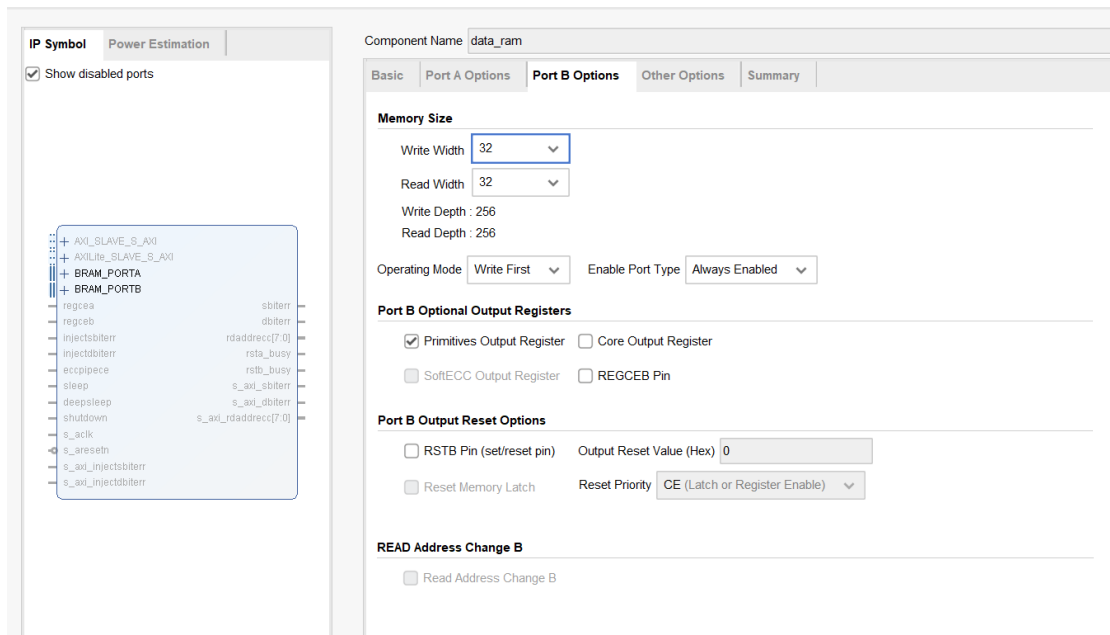 IP Symbol Power Estimation
Show disabled ports
AXI_SLAVE_S_AXI
AXILite_SLAVE_S_AXI
BRAM_PORTA
BRAM_PORTB
regcea sbiterr
regceb dbiterr
injectsbiterr rdaddrecc[7:0]
injectdbiterr rsta_busy
eccpipece rstb_busy
sleep s_axi_sbiterr
deepsleep s_axi_dbiterr
shutdown s_axi_rdaddrecc[7:0]
s_aclk
s_aresetn
s_axi_injectsbiterr
s_axi_injectdbiterr
Component Name data_ram
Basic Port A Options Port B Options Other Options Summary
Memory Size
Write Width 32
Read Width 32
Write Depth : 256
Read Depth : 256
Operating Mode Write First Enable Port Type Always Enabled
Port B Optional Output Registers
Primitives Output Register Core Output Register
SoftECC Output Register REGCEB Pin
Port B Output Reset Options
RSTB Pin (set/reset pin) Output Reset Value (Hex) 0
Reset Memory Latch Reset Priority CE (Latch or Register Enable)
READ Address Change B
Read Address Change B